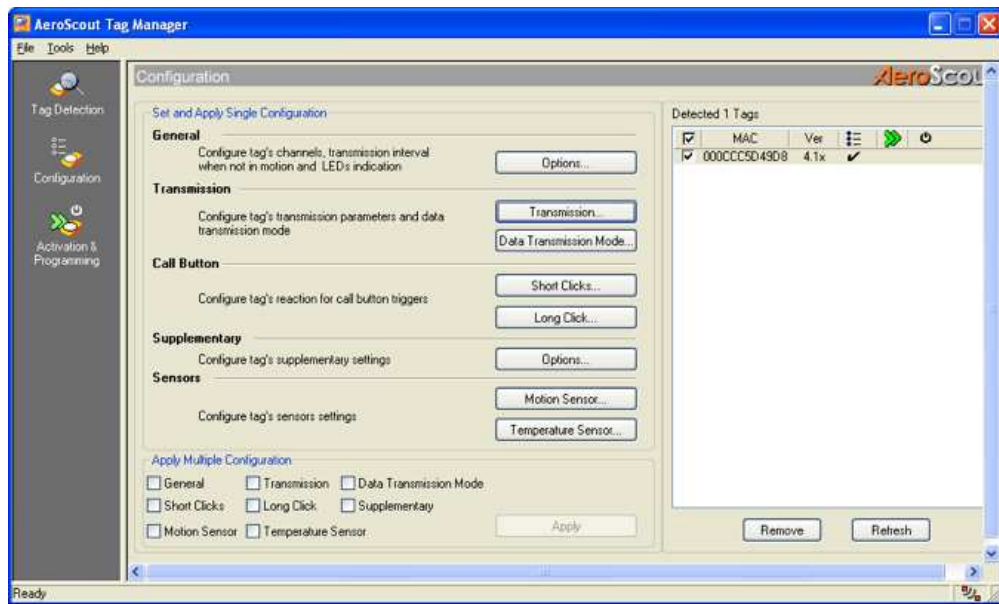 AeroScout Tag Manager
File Tools Help
Tag Detection
Configuration
Activation &
Programming
Configuration
AeroScou
Set and Apply Single Configuration
General
Configure tag's channels, transmission interval
when not in motion and LEDs indication
Options...
Transmission
Configure tag's transmission parameters and data
transmission mode
Transmission...
Data Transmission Mode...
Call Button
Configure tag's reaction for call button triggers
Short Clicks...
Long Click...
Supplementary
Configure tag's supplementary settings
Options...
Sensors
Configure tag's sensors settings
Motion Sensor...
Temperature Sensor...
Apply Multiple Configuration
General Transmission Data Transmission Mode
Short Clicks Long Click Supplementary
Motion Sensor Temperature Sensor
Apply
Detected 1 Tags
MAC Ver
000CCC5D49D8 4.1x
Remove Refresh
Ready